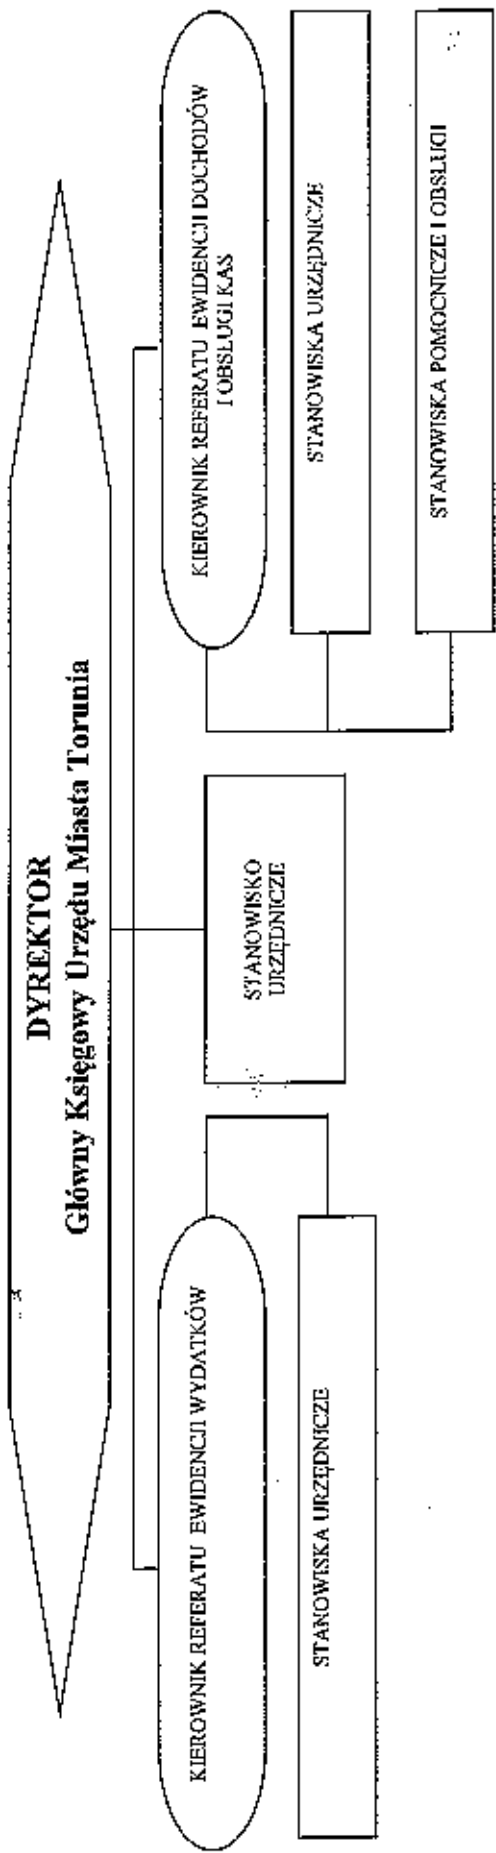 DYREKTOR
Główny Księgowy Urzędu Miasta Torunia
KIEROWNIK REFERATU EWIDENCJI WYDATKÓW
STANOWISKA URZĘDNICZE
STANOWISKO
URZĘDNICZE
KIEROWNIK REFERATU EWIDENCJI DOCHODÓW
I OBSŁUGI KAS
STANOWISKA URZĘDNICZE
STANOWISKA POMOCNICZE I OBSŁUGI